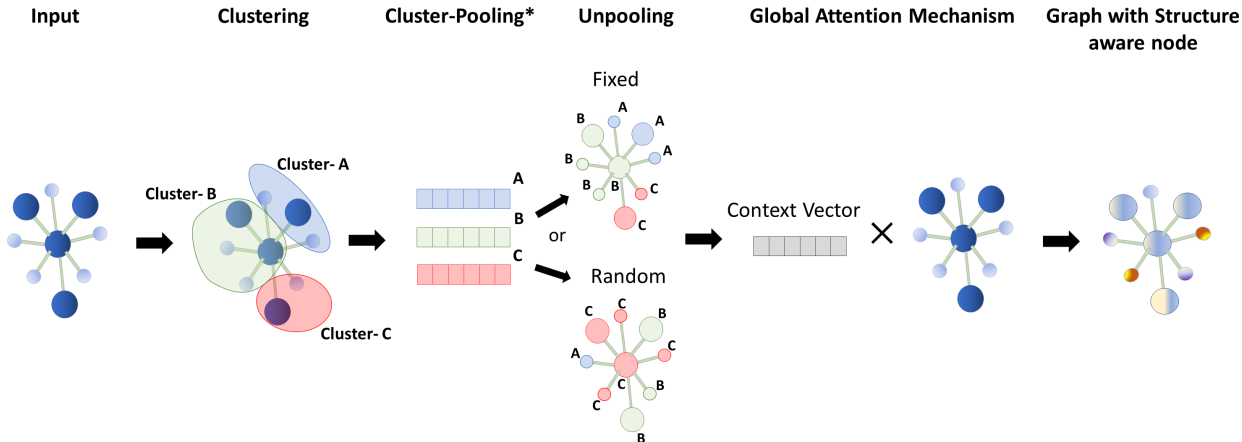 Input
Clustering
Cluster-Pooling*
Unpooling
Global Attention Mechanism
Graph with Structure
aware node
Cluster- A
Cluster- B
Cluster- C
A
B
C
or
Fixed
A
B
A
B
A
B
B
C
C
Random
C
C
B
A
C
C
B
C
B
Context Vector
×